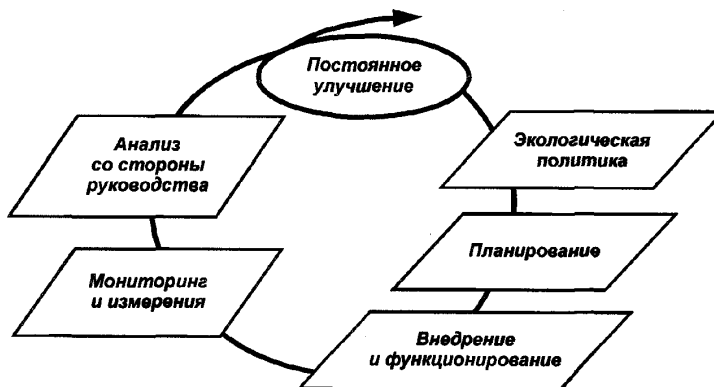 Постоянное
улучшение
Экологическая
политика
Планирование
Внедрение
и функционирование
Мониторинг
и измерения
Анализ
со стороны
руководства